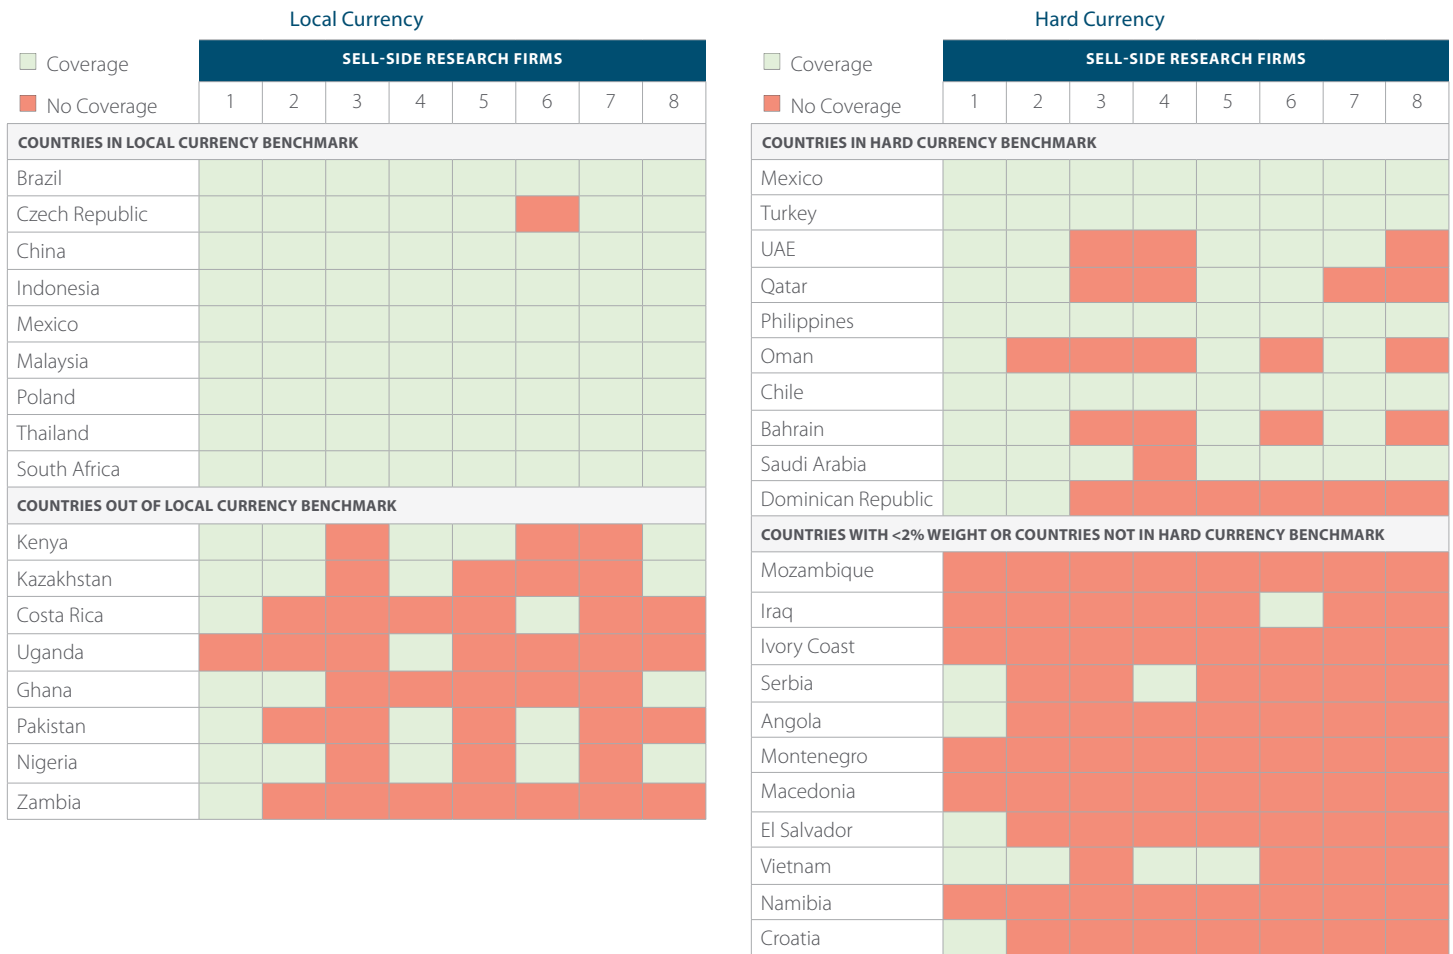 Local Currency
Coverage
No Coverage
SELL-SIDE RESEARCH FIRMS
1 2 3 4 5 6 7 8
COUNTRIES IN LOCAL CURRENCY BENCHMARK
Brazil
Czech Republic
China
Indonesia
Mexico
Malaysia
Poland
Thailand
South Africa
COUNTRIES OUT OF LOCAL CURRENCY BENCHMARK
Kenya
Kazakhstan
Costa Rica
Uganda
Ghana
Pakistan
Nigeria
Zambia
Hard Currency
Coverage
No Coverage
SELL-SIDE RESEARCH FIRMS
1 2 3 4 5 6 7 8
COUNTRIES IN HARD CURRENCY BENCHMARK
Mexico
Turkey
UAE
Qatar
Philippines
Oman
Chile
Bahrain
Saudi Arabia
Dominican Republic
COUNTRIES WITH <2% WEIGHT OR COUNTRIES NOT IN HARD CURRENCY BENCHMARK
Mozambique
Iraq
Ivory Coast
Serbia
Angola
Montenegro
Macedonia
El Salvador
Vietnam
Namibia
Croatia